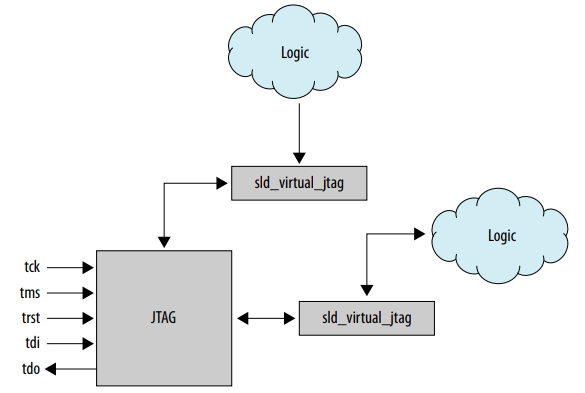 Logic
sld_virtual_jtag
Logic
tck
tms
trst
tdi
tdo
JTAG
sld_virtual_jtag